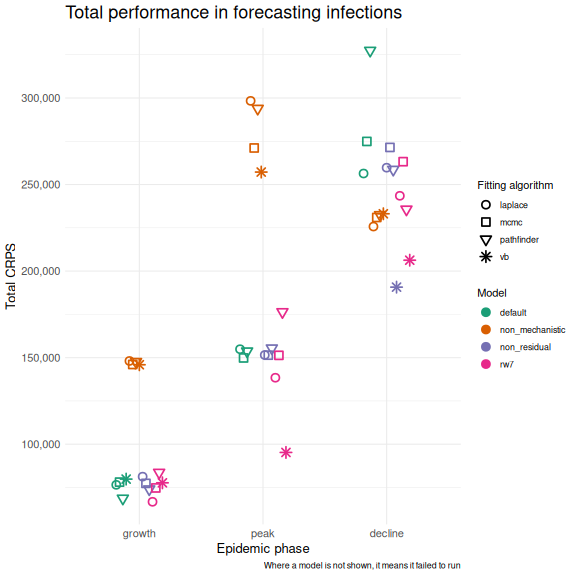 Total performance in forecasting infections
Total CRPS
300,000
250,000
200,000
150,000
100,000
growth
peak
decline
Epidemic phase
Fitting algorithm
laplace
mcmc
pathfinder
vb
Model
default
non_mechanistic
non_residual
rw7
Where a model is not shown, it means it failed to run